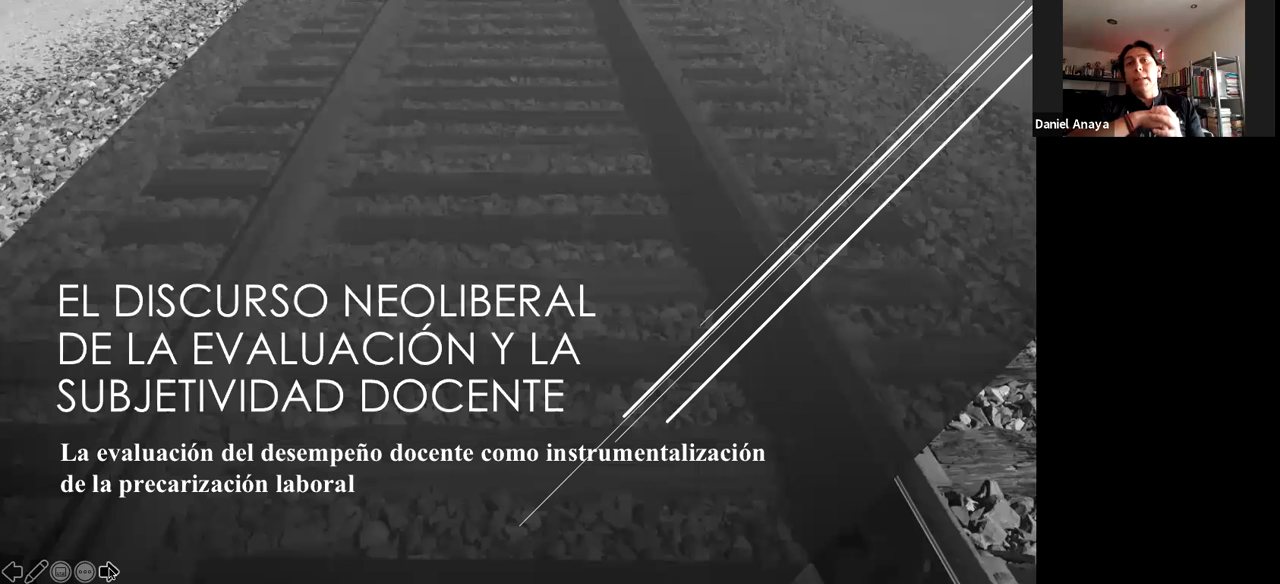 EL DISCURSO NEOLIBERAL
DE LA EVALUACIÓN Y LA
SUBJETIVIDAD DOCENTE
La evaluación del desempeño docente como instrumentalización
de la precarización laboral
Daniel Anaya